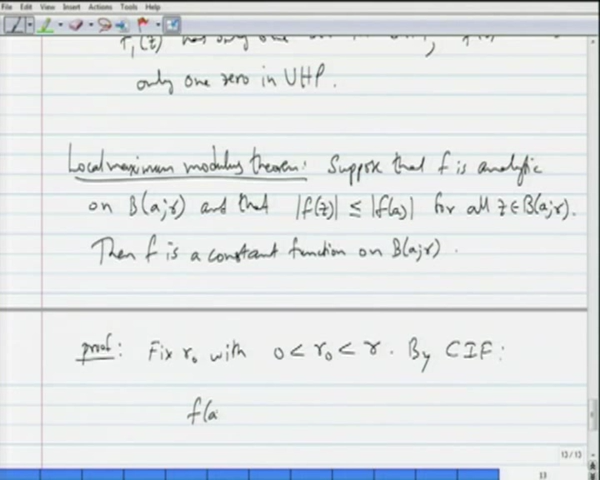 File Edit View Insert Actions Tools Help
only one zero in UHP.
Local maximum modulus theorem: Suppose that f is analytic
on B(a;r) and that |f(z)| ≤ |f(a)| for all z∈B(a;r).
Then f is a constant function on B(a;r).
proof: Fix r₀ with 0 < r₀ < r. By CIF:
f(a
13/13
13